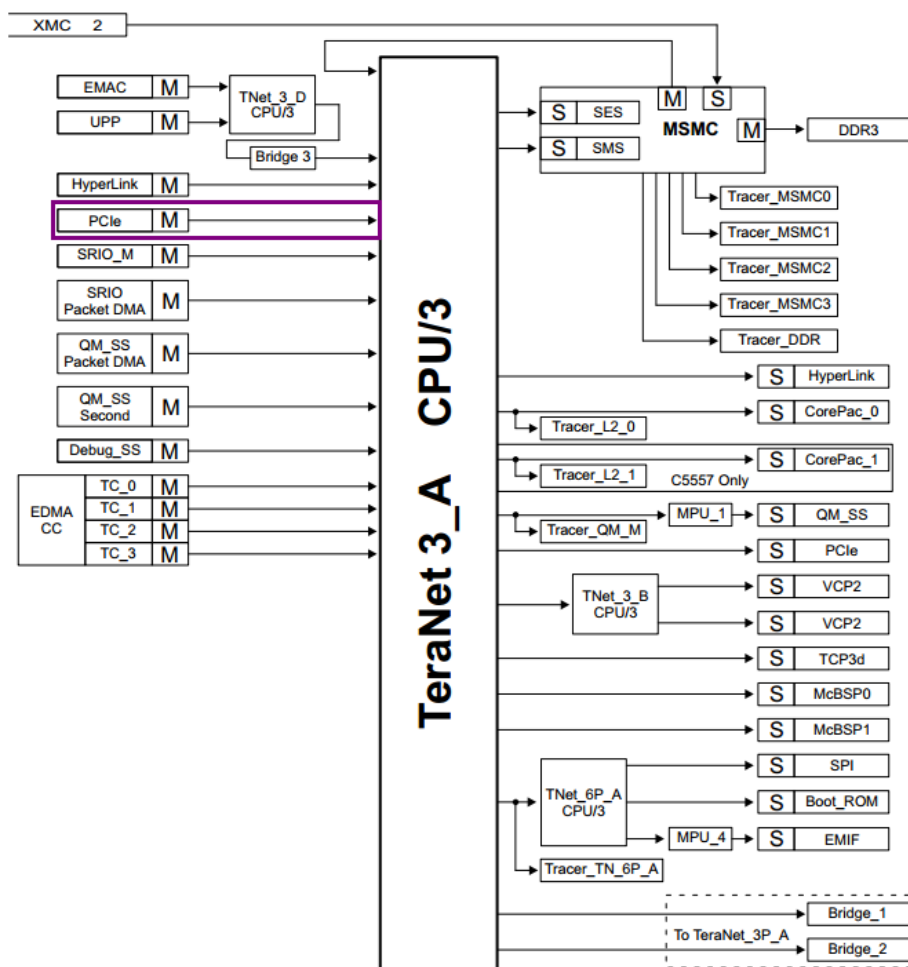 XMC 2
EMAC M
UPP M
TNet_3_D
CPU/3
Bridge 3
HyperLink M
PCIe M
SRIO_M M
SRIO
Packet DMA M
QM_SS
Packet DMA M
QM_SS
Second M
Debug_SS M
EDMA
CC
TC_0 M
TC_1 M
TC_2 M
TC_3 M
TeraNet 3_A CPU/3
M S
MSMC
M
DDR3
S SES
S SMS
Tracer_MSMC0
Tracer_MSMC1
Tracer_MSMC2
Tracer_MSMC3
Tracer_DDR
S HyperLink
S CorePac_0
Tracer_L2_0
S CorePac_1
Tracer_L2_1
C5557 Only
MPU_1
S QM_SS
Tracer_QM_M
S PCIe
TNet_3_B
CPU/3
S VCP2
S VCP2
S TCP3d
S McBSP0
S McBSP1
TNet_6P_A
CPU/3
S SPI
S Boot_ROM
MPU_4
S EMIF
Tracer_TN_6P_A
Bridge_1
To TeraNet_3P_A
Bridge_2